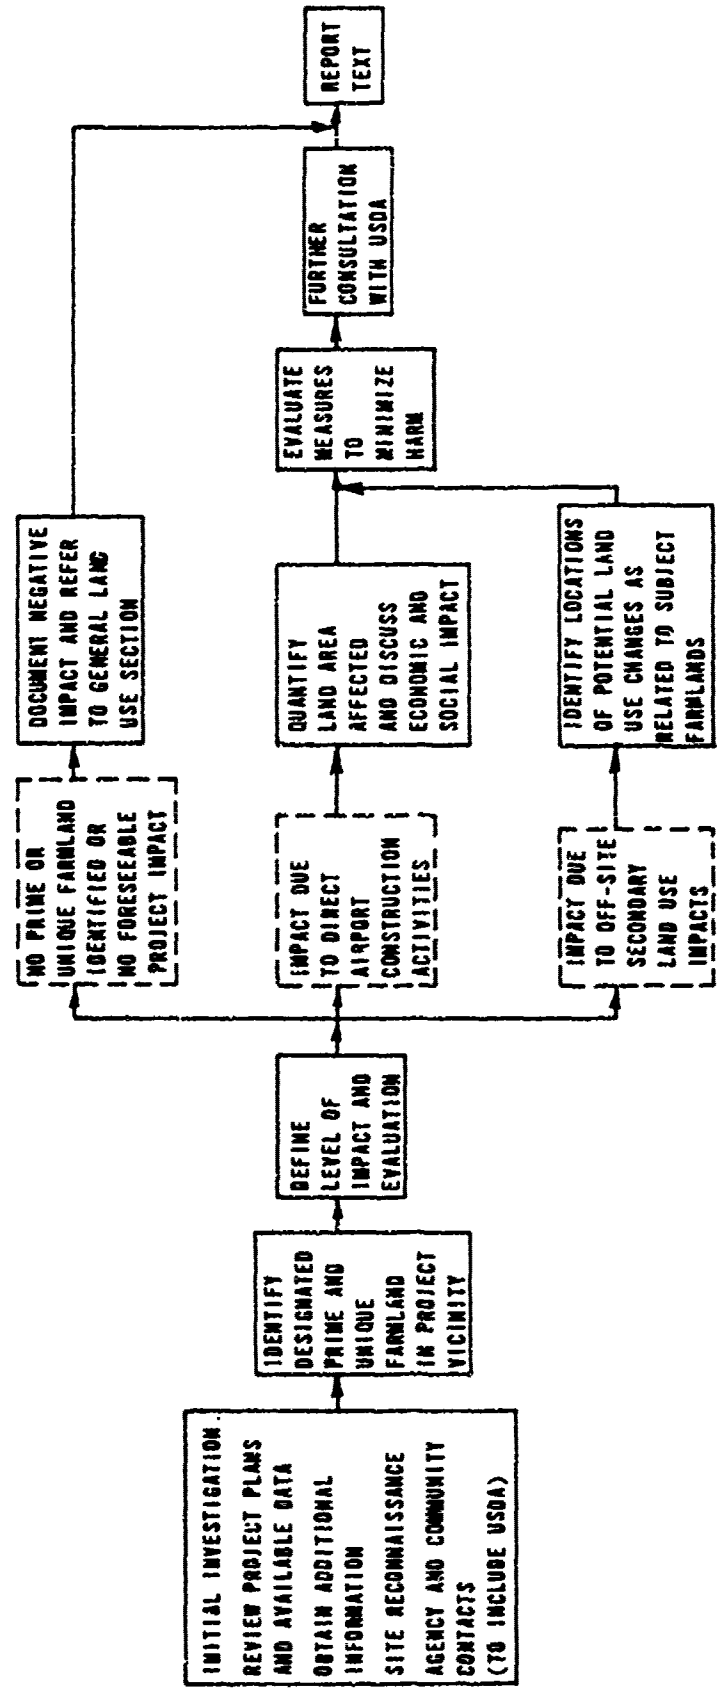 INITIAL INVESTIGATION.
REVIEW PROJECT PLANS
AND AVAILABLE DATA
OBTAIN ADDITIONAL
INFORMATION
SITE RECONNAISSANCE
AGENCY AND COMMUNITY
CONTACTS
(TO INCLUDE USDA)
IDENTIFY
DESIGNATED
PRIME AND
UNIQUE
FARMLAND
IN PROJECT
VICINITY
DEFINE
LEVEL OF
IMPACT AND
EVALUATION
NO PRIME OR
UNIQUE FARMLAND
IDENTIFIED OR
NO FORESEEABLE
PROJECT IMPACT
DOCUMENT NEGATIVE
IMPACT AND REFER
TO GENERAL LAND
USE SECTION
IMPACT DUE
TO DIRECT
AIRPORT
CONSTRUCTION
ACTIVITIES
QUANTIFY
LAND AREA
AFFECTED
AND DISCUSS
ECONOMIC AND
SOCIAL IMPACT
IMPACT DUE
TO OFF-SITE
SECONDARY
LAND USE
IMPACTS
IDENTIFY LOCATIONS
OF POTENTIAL LAND
USE CHANGES AS
RELATED TO SUBJECT
FARMLANDS
EVALUATE
MEASURES
TO
MINIMIZE
HARM
FURTHER
CONSULTATION
WITH USDA
REPORT
TEXT